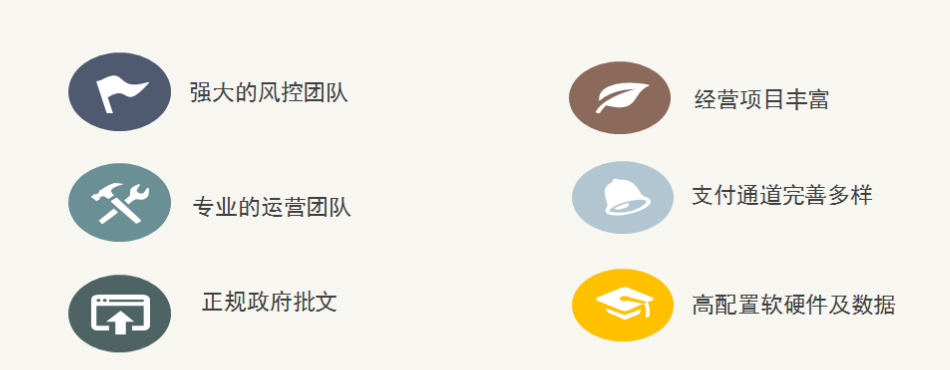 强大的风控团队
专业的运营团队
正规政府批文
经营项目丰富
支付通道完善多样
高配置软硬件及数据